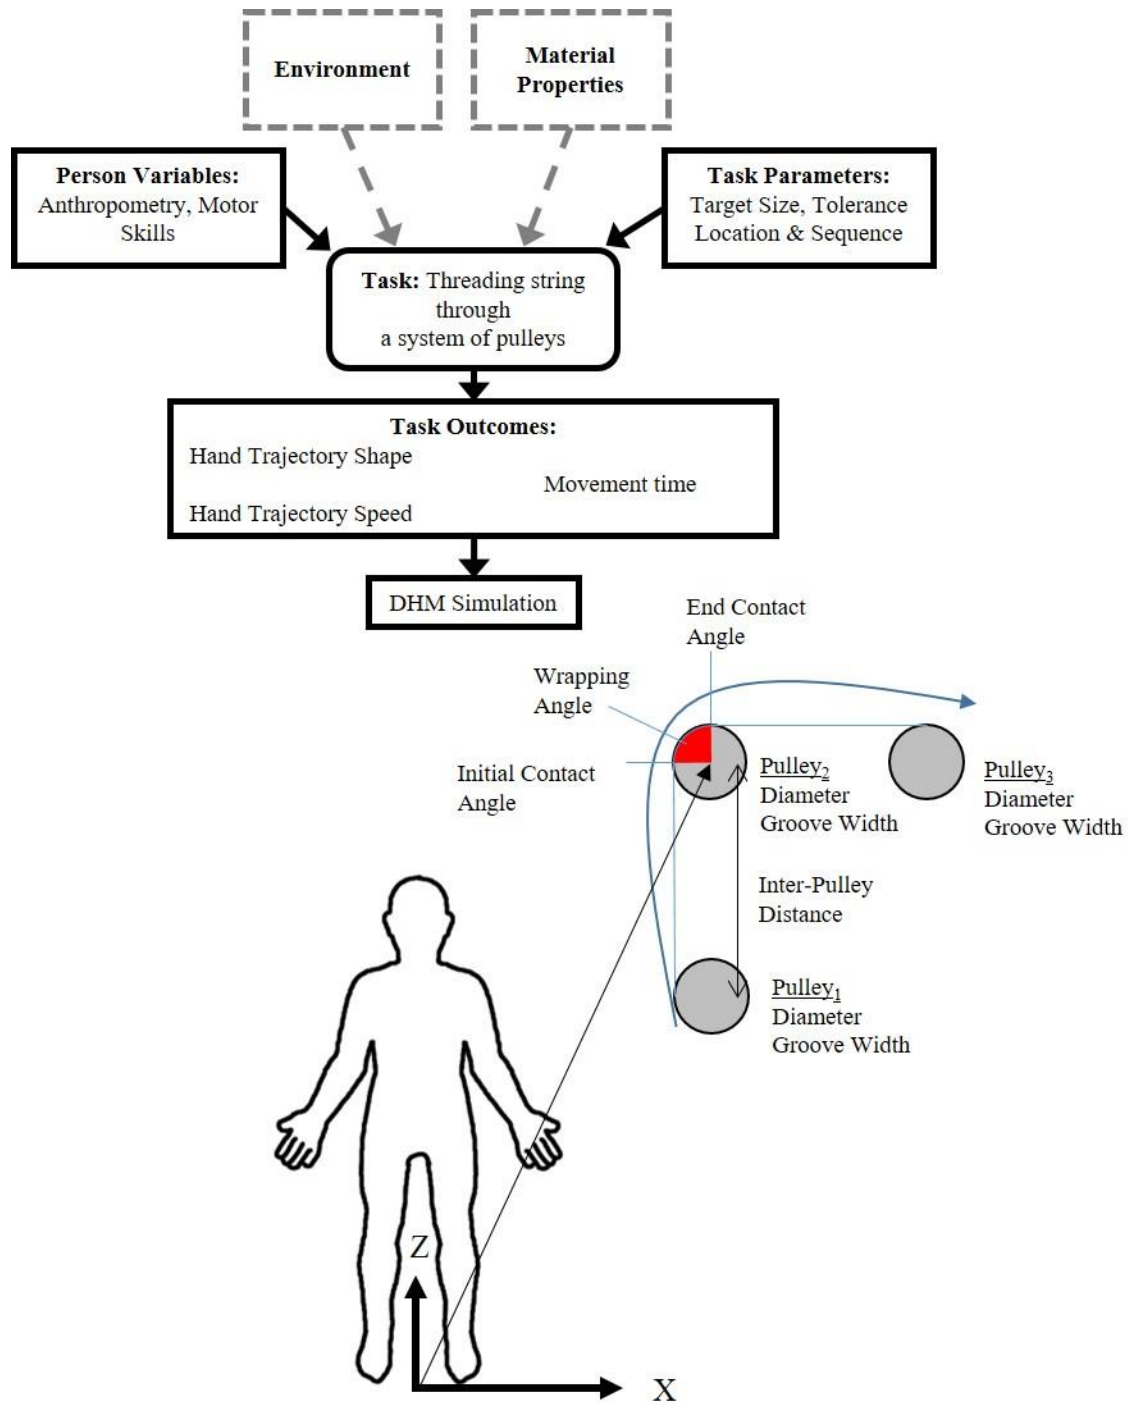 Environment
Material
Properties
Person Variables:
Anthropometry, Motor
Skills
Task Parameters:
Target Size, Tolerance
Location & Sequence
Task: Threading string
through
a system of pulleys
Task Outcomes:
Hand Trajectory Shape
Movement time
Hand Trajectory Speed
DHM Simulation
End Contact
Angle
Wrapping
Angle
Initial Contact
Angle
Pulley2
Diameter
Groove Width
Pulley3
Diameter
Groove Width
Inter-Pulley
Distance
Pulley1
Diameter
Groove Width
Z
X